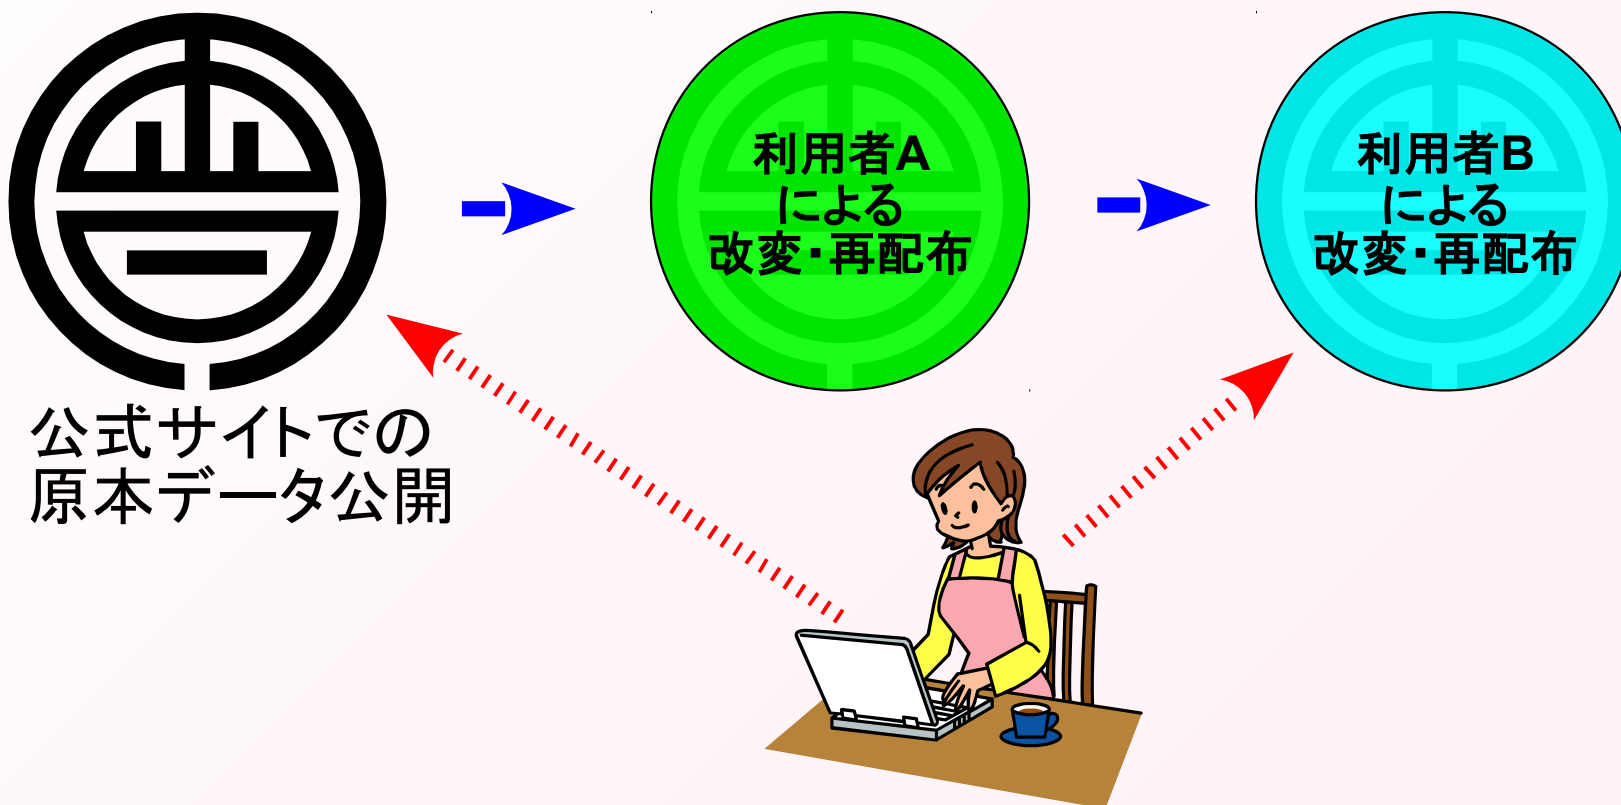 利用者A
による
改変・再配布
利用者B
による
改変・再配布
公式サイトでの
原本データ公開